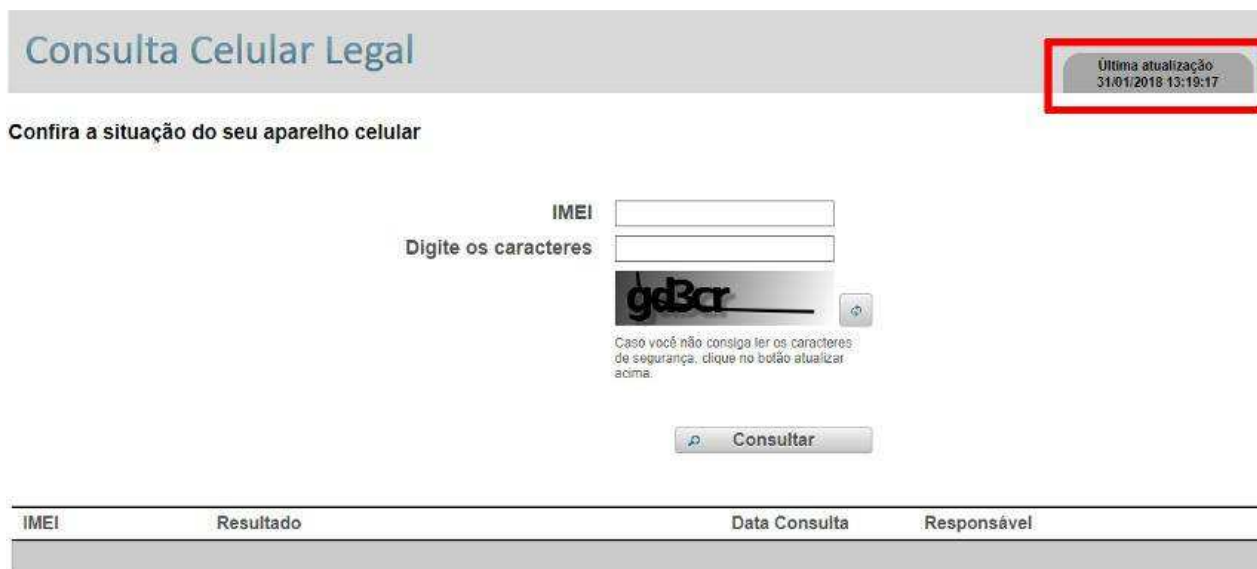 Consulta Celular Legal
Última atualização
31/01/2018 13:19:17
Confira a situação do seu aparelho celular
IMEI
Digite os caracteres
gd3cr
Caso você não consiga ler os caracteres
de segurança, clique no botão atualizar
acima.
Consultar
IMEI Resultado Data Consulta Responsável